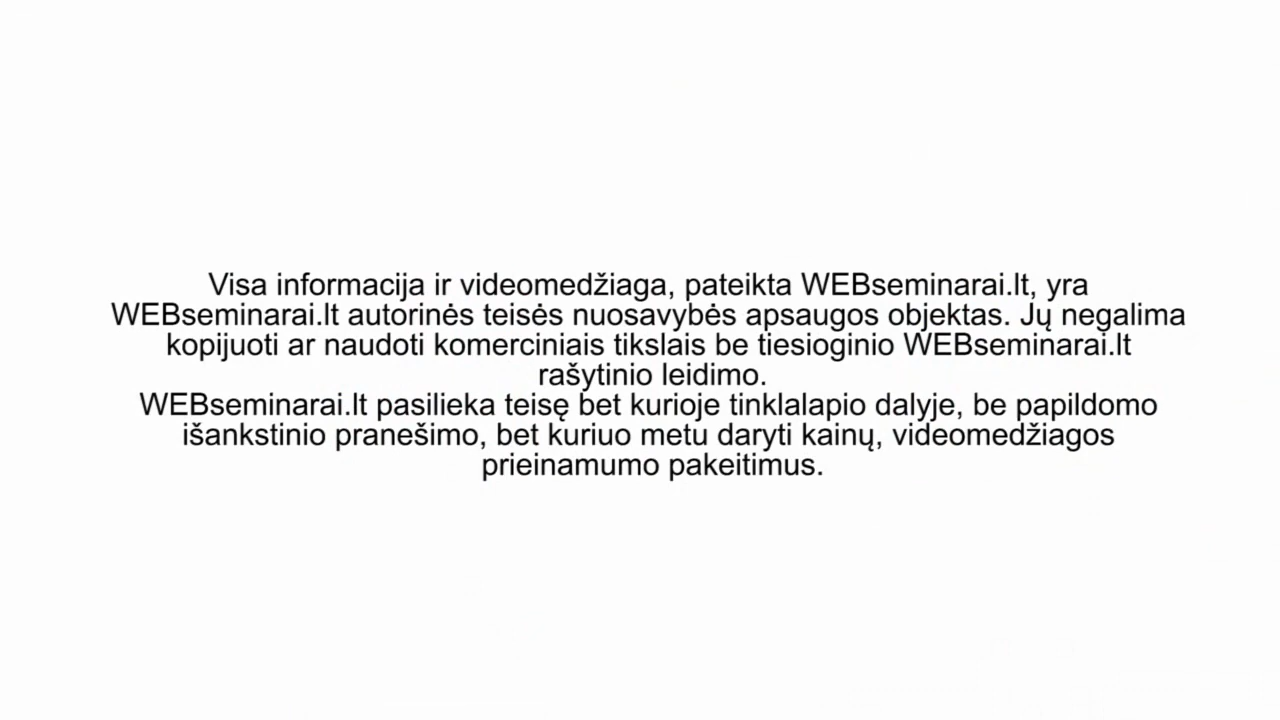 Visa informacija ir videomedžiaga, pateikta WEBseminarai.lt, yra
WEBseminarai.lt autorinės teisės nuosavybės apsaugos objektas. Jų negalima
kopijuoti ar naudoti komerciniais tikslais be tiesioginio WEBseminarai.lt
rašytinio leidimo.
WEBseminarai.lt pasilieka teisę bet kurioje tinklalapio dalyje, be papildomo
išankstinio pranešimo, bet kuriuo metu daryti kainų, videomedžiagos
prieinamumo pakeitimus.